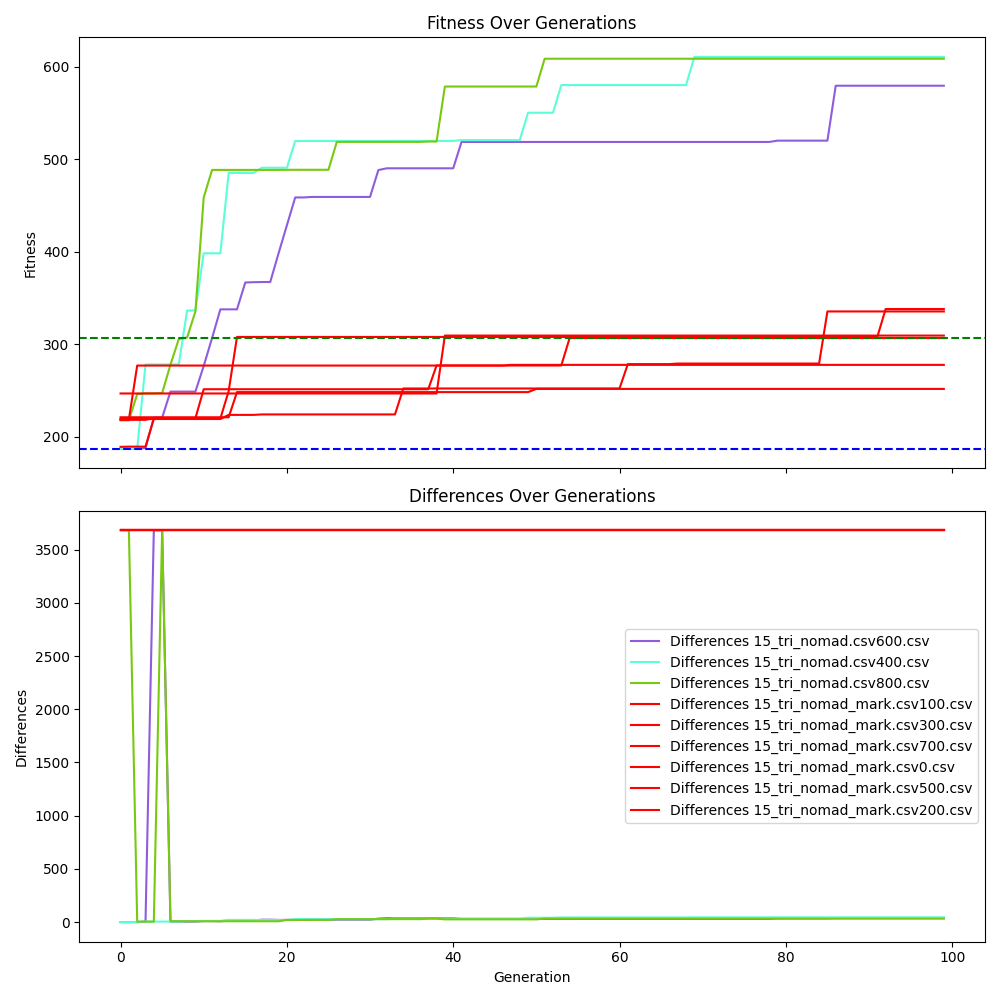 Fitness Over Generations
600
500
400
300
200
Fitness
Differences Over Generations
3500
3000
2500
2000
1500
1000
500
0
Differences
Differences 15_tri_nomad.csv600.csv
Differences 15_tri_nomad.csv400.csv
Differences 15_tri_nomad.csv800.csv
Differences 15_tri_nomad_mark.csv100.csv
Differences 15_tri_nomad_mark.csv300.csv
Differences 15_tri_nomad_mark.csv700.csv
Differences 15_tri_nomad_mark.csv0.csv
Differences 15_tri_nomad_mark.csv500.csv
Differences 15_tri_nomad_mark.csv200.csv
0 20 40 60 80 100
Generation